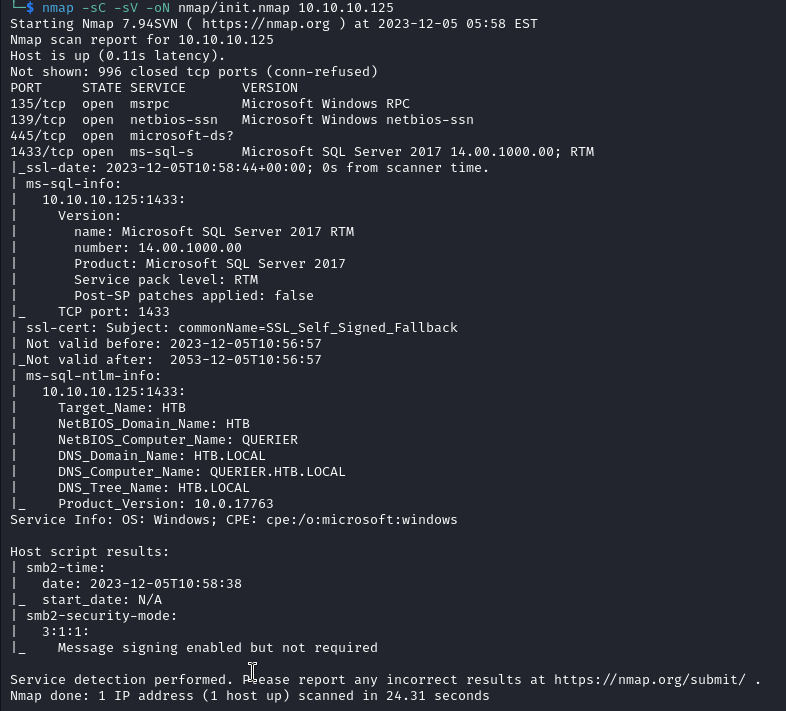 └─$ nmap -sC -sV -oN nmap/init.nmap 10.10.10.125
Starting Nmap 7.94SVN ( https://nmap.org ) at 2023-12-05 05:58 EST
Nmap scan report for 10.10.10.125
Host is up (0.11s latency).
Not shown: 996 closed tcp ports (conn-refused)
PORT     STATE SERVICE       VERSION
135/tcp  open  msrpc         Microsoft Windows RPC
139/tcp  open  netbios-ssn   Microsoft Windows netbios-ssn
445/tcp  open  microsoft-ds?
1433/tcp open  ms-sql-s      Microsoft SQL Server 2017 14.00.1000.00; RTM
|_ssl-date: 2023-12-05T10:58:44+00:00; 0s from scanner time.
| ms-sql-info:
|   10.10.10.125:1433:
|     Version:
|       name: Microsoft SQL Server 2017 RTM
|       number: 14.00.1000.00
|       Product: Microsoft SQL Server 2017
|       Service pack level: RTM
|       Post-SP patches applied: false
|_    TCP port: 1433
| ssl-cert: Subject: commonName=SSL_Self_Signed_Fallback
| Not valid before: 2023-12-05T10:56:57
|_Not valid after:  2053-12-05T10:56:57
| ms-sql-ntlm-info:
|   10.10.10.125:1433:
|     Target_Name: HTB
|     NetBIOS_Domain_Name: HTB
|     NetBIOS_Computer_Name: QUERIER
|     DNS_Domain_Name: HTB.LOCAL
|     DNS_Computer_Name: QUERIER.HTB.LOCAL
|     DNS_Tree_Name: HTB.LOCAL
|_    Product_Version: 10.0.17763
Service Info: OS: Windows; CPE: cpe:/o:microsoft:windows

Host script results:
| smb2-time:
|   date: 2023-12-05T10:58:38
|_  start_date: N/A
| smb2-security-mode:
|   3:1:1:
|_    Message signing enabled but not required

Service detection performed. Please report any incorrect results at https://nmap.org/submit/ .
Nmap done: 1 IP address (1 host up) scanned in 24.31 seconds